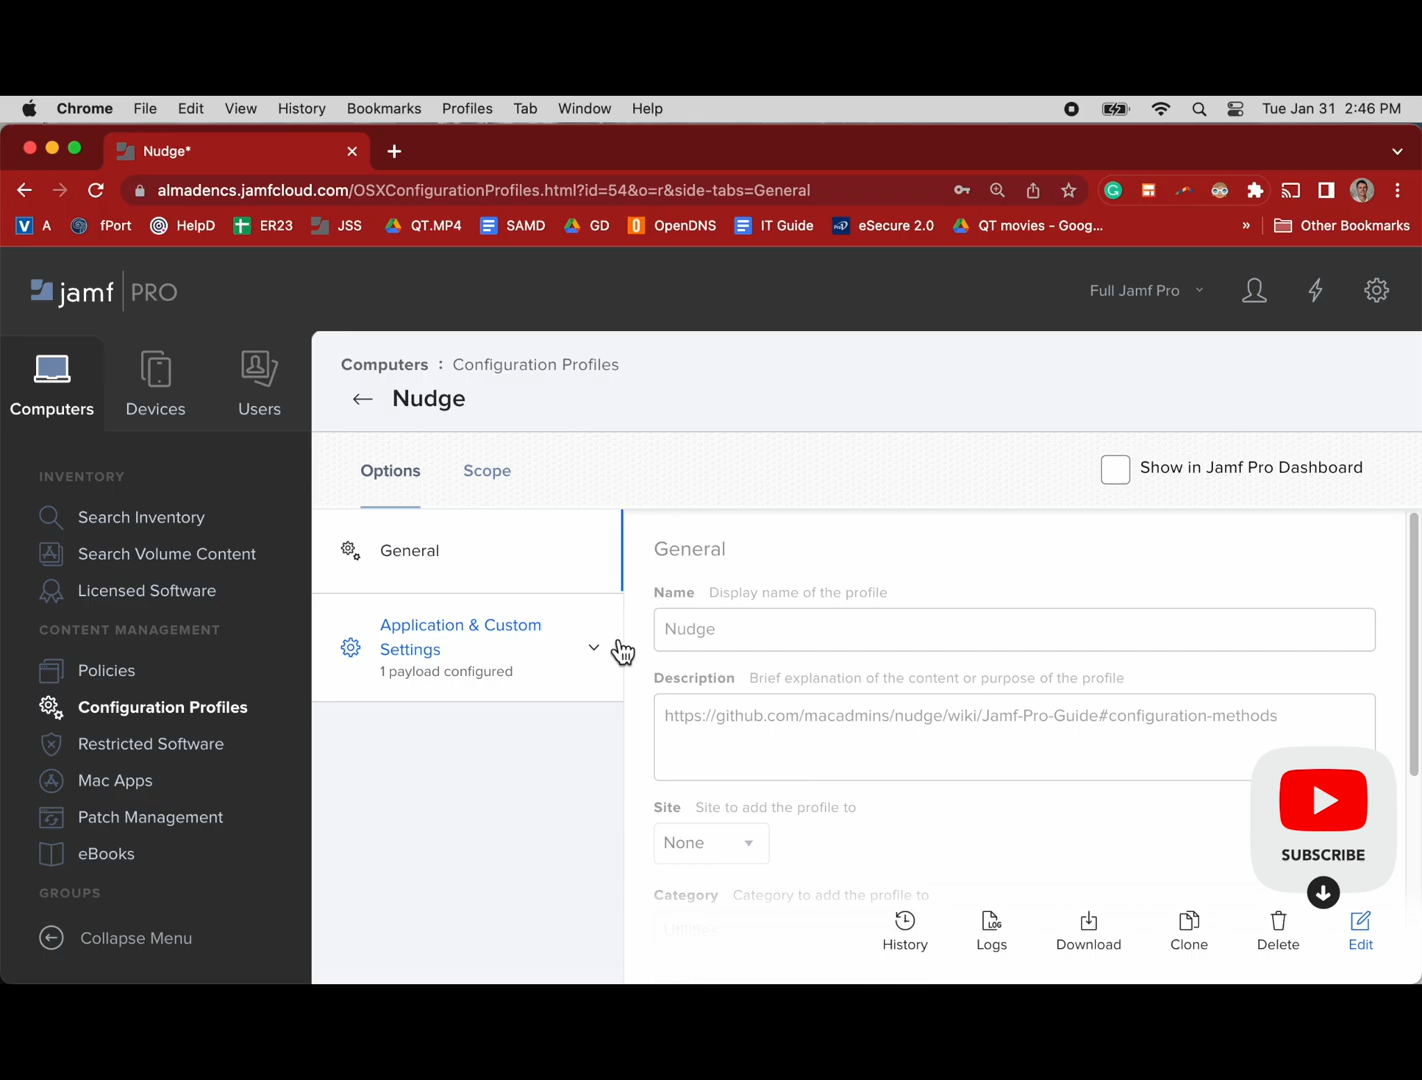 Chrome File Edit View History Bookmarks Profiles Tab Window Help Tue Jan 31 2:46 PM
Nudge*
almadencs.jamfcloud.com/OSXConfigurationProfiles.html?id=54&o=r&side-tabs=General
A fPort HelpD ER23 JSS QT.MP4 SAMD GD OpenDNS IT Guide eSecure 2.0 QT movies - Goog... » Other Bookmarks
jamf PRO
Full Jamf Pro
Computers Devices Users
INVENTORY
Search Inventory
Search Volume Content
Licensed Software
CONTENT MANAGEMENT
Policies
Configuration Profiles
Restricted Software
Mac Apps
Patch Management
eBooks
GROUPS
Collapse Menu
Computers : Configuration Profiles
← Nudge
Options Scope
Show in Jamf Pro Dashboard
General
Application & Custom
Settings
1 payload configured
General
Name Display name of the profile
Nudge
Description Brief explanation of the content or purpose of the profile
https://github.com/macadmins/nudge/wiki/Jamf-Pro-Guide#configuration-methods
Site Site to add the profile to
None
Category Category to add the profile to
Utilities
SUBSCRIBE
History Logs Download Clone Delete Edit